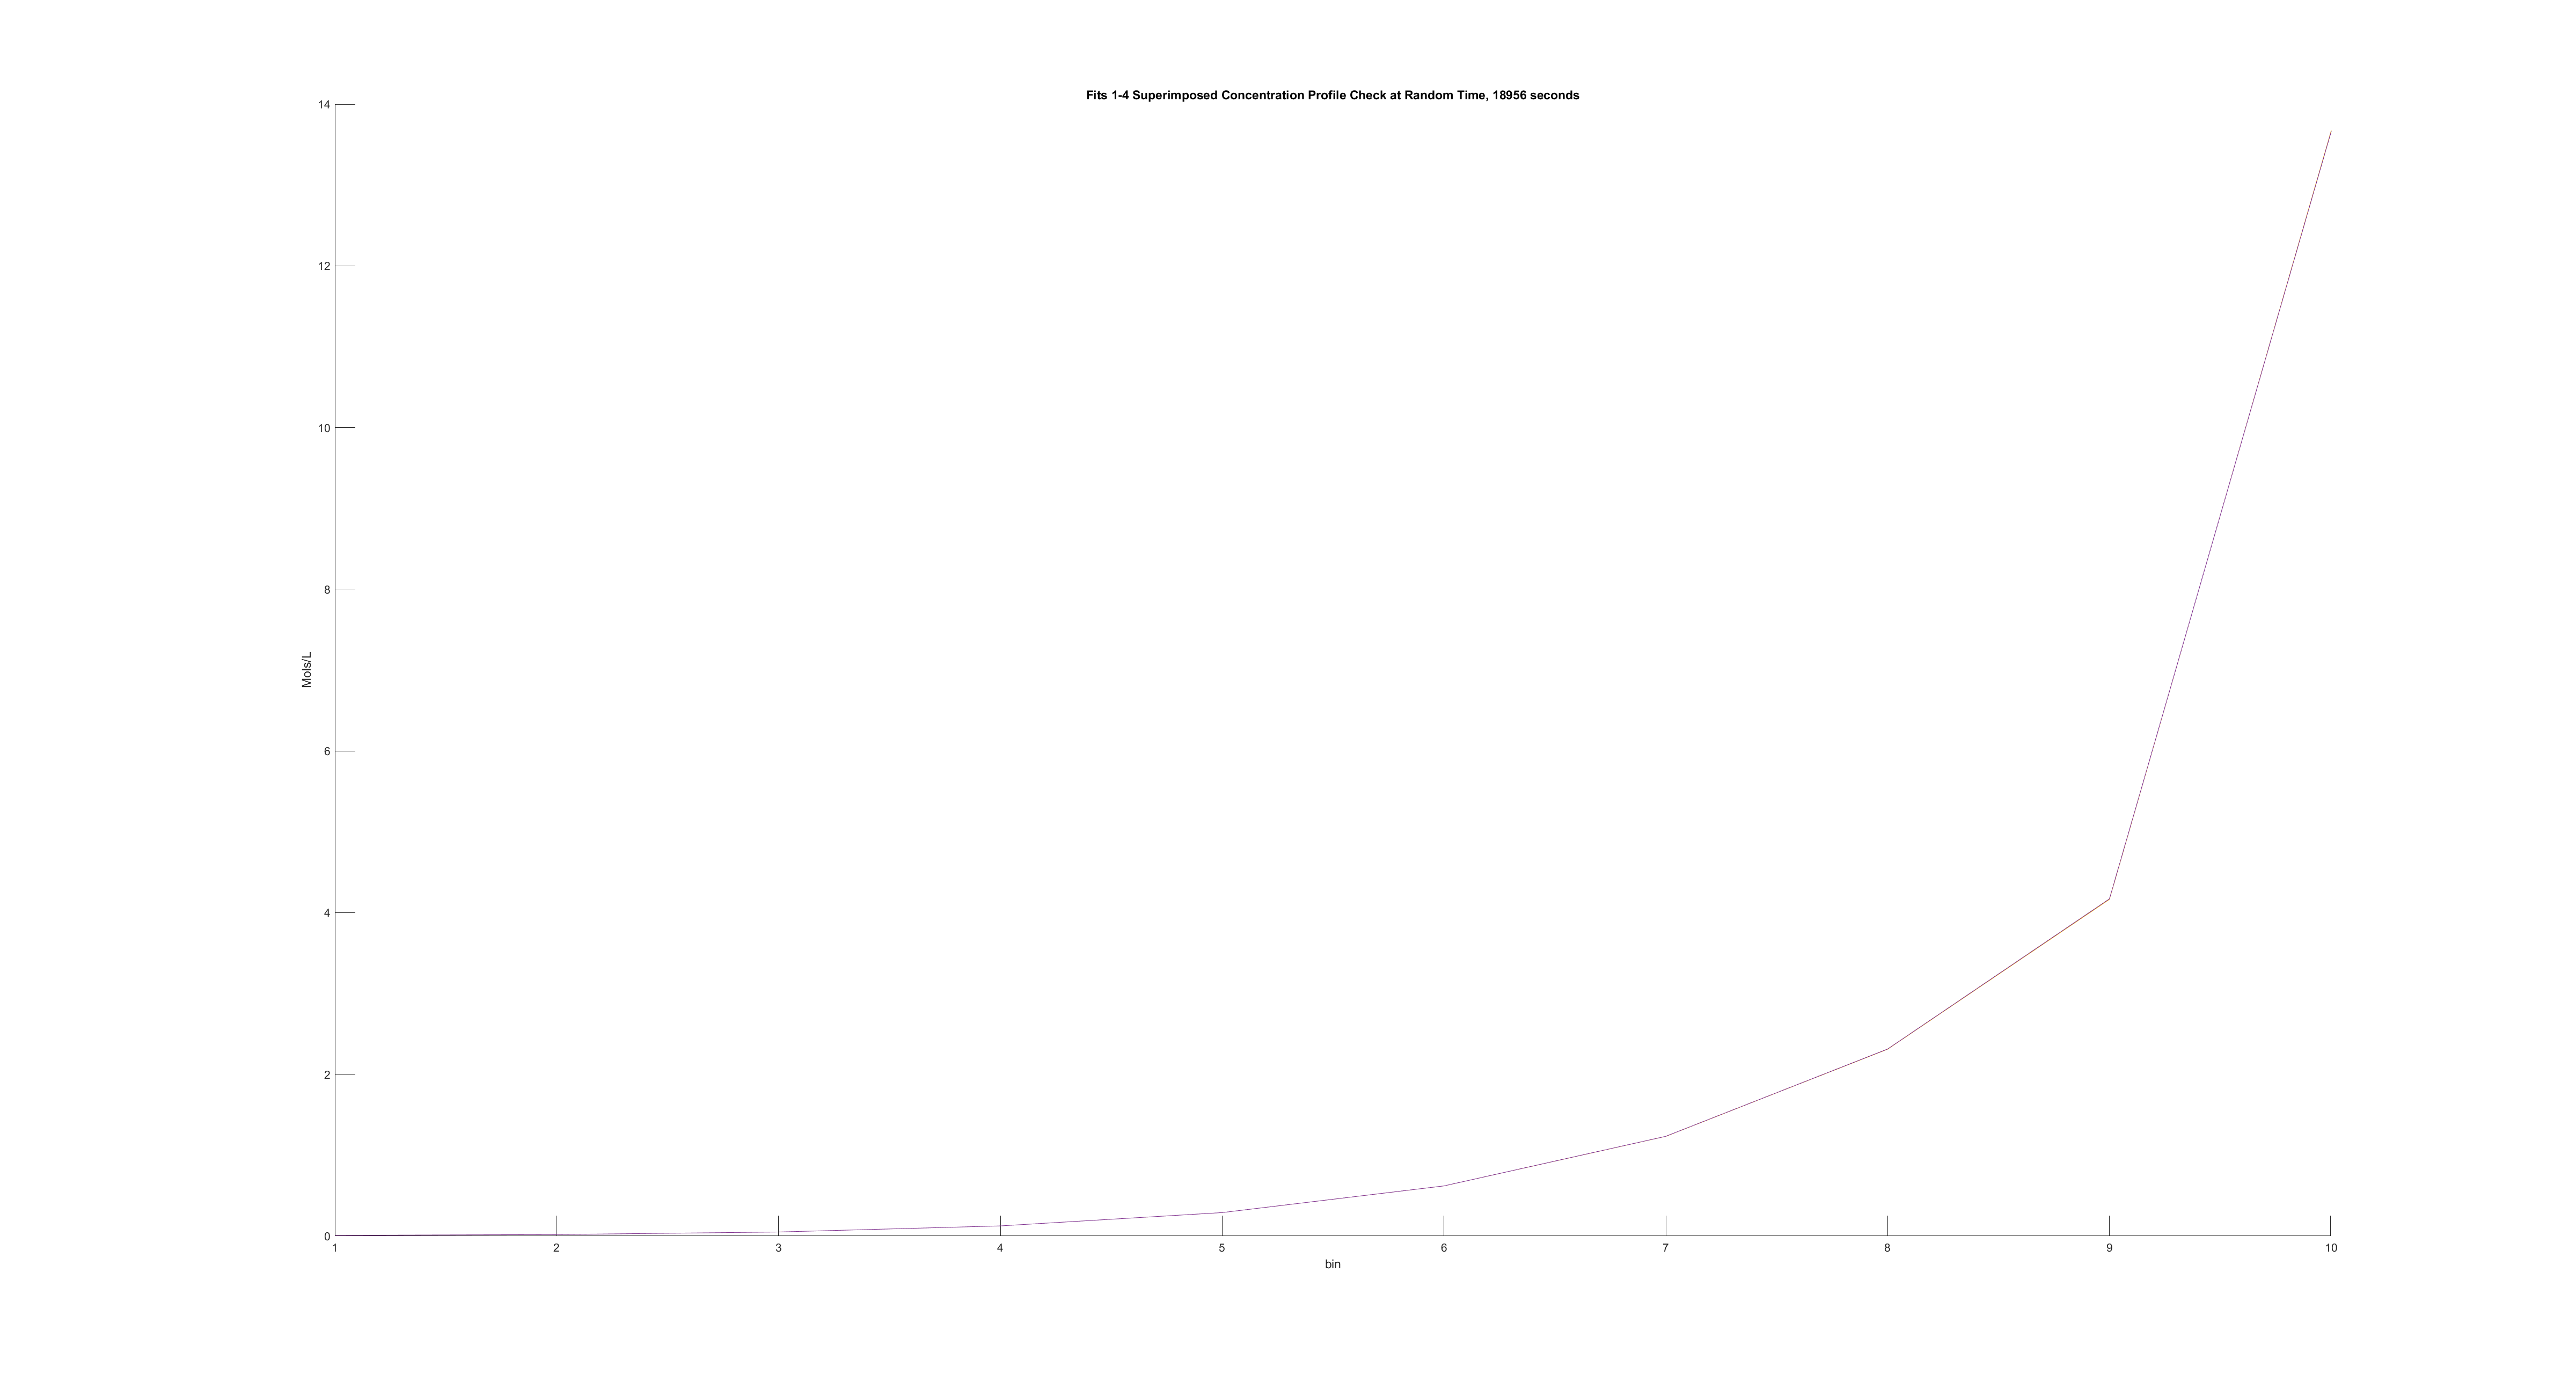 Fits 1-4 Superimposed Concentration Profile Check at Random Time, 18956 seconds
14
12
10
8
6
4
2
0
Mols/L
1 2 3 4 5 6 7 8 9 10
bin